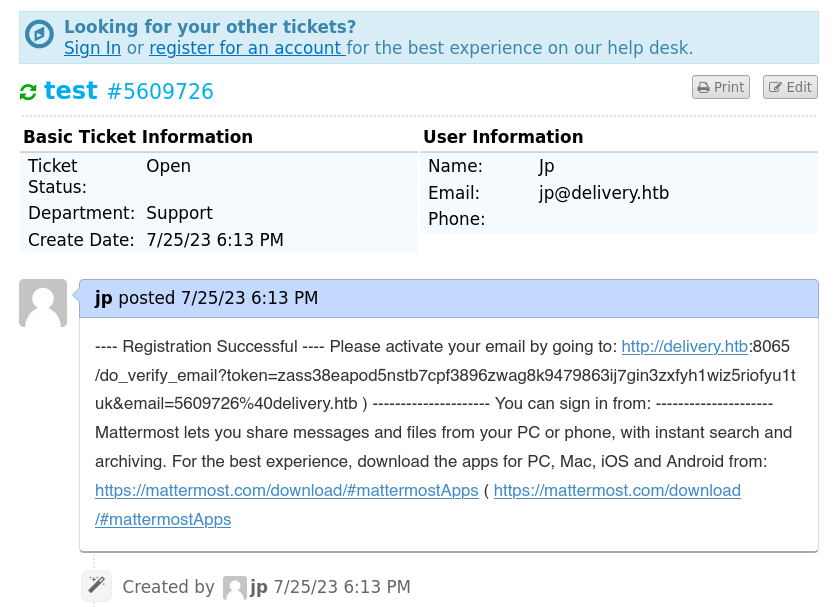 Looking for your other tickets?
Sign In or register for an account for the best experience on our help desk.
test #5609726
Print
Edit
Basic Ticket Information
Ticket Status: Open
Department: Support
Create Date: 7/25/23 6:13 PM
User Information
Name: Jp
Email: jp@delivery.htb
Phone:
jp posted 7/25/23 6:13 PM
---- Registration Successful ---- Please activate your email by going to: http://delivery.htb:8065
/do_verify_email?token=zass38eapod5nstb7cpf3896zwag8k9479863ij7gin3zxfyh1wiz5riofyu1t
uk&email=5609726%40delivery.htb ) --------------------- You can sign in from: ---------------------
Mattermost lets you share messages and files from your PC or phone, with instant search and
archiving. For the best experience, download the apps for PC, Mac, iOS and Android from:
https://mattermost.com/download/#mattermostApps ( https://mattermost.com/download
/#mattermostApps
Created by jp 7/25/23 6:13 PM